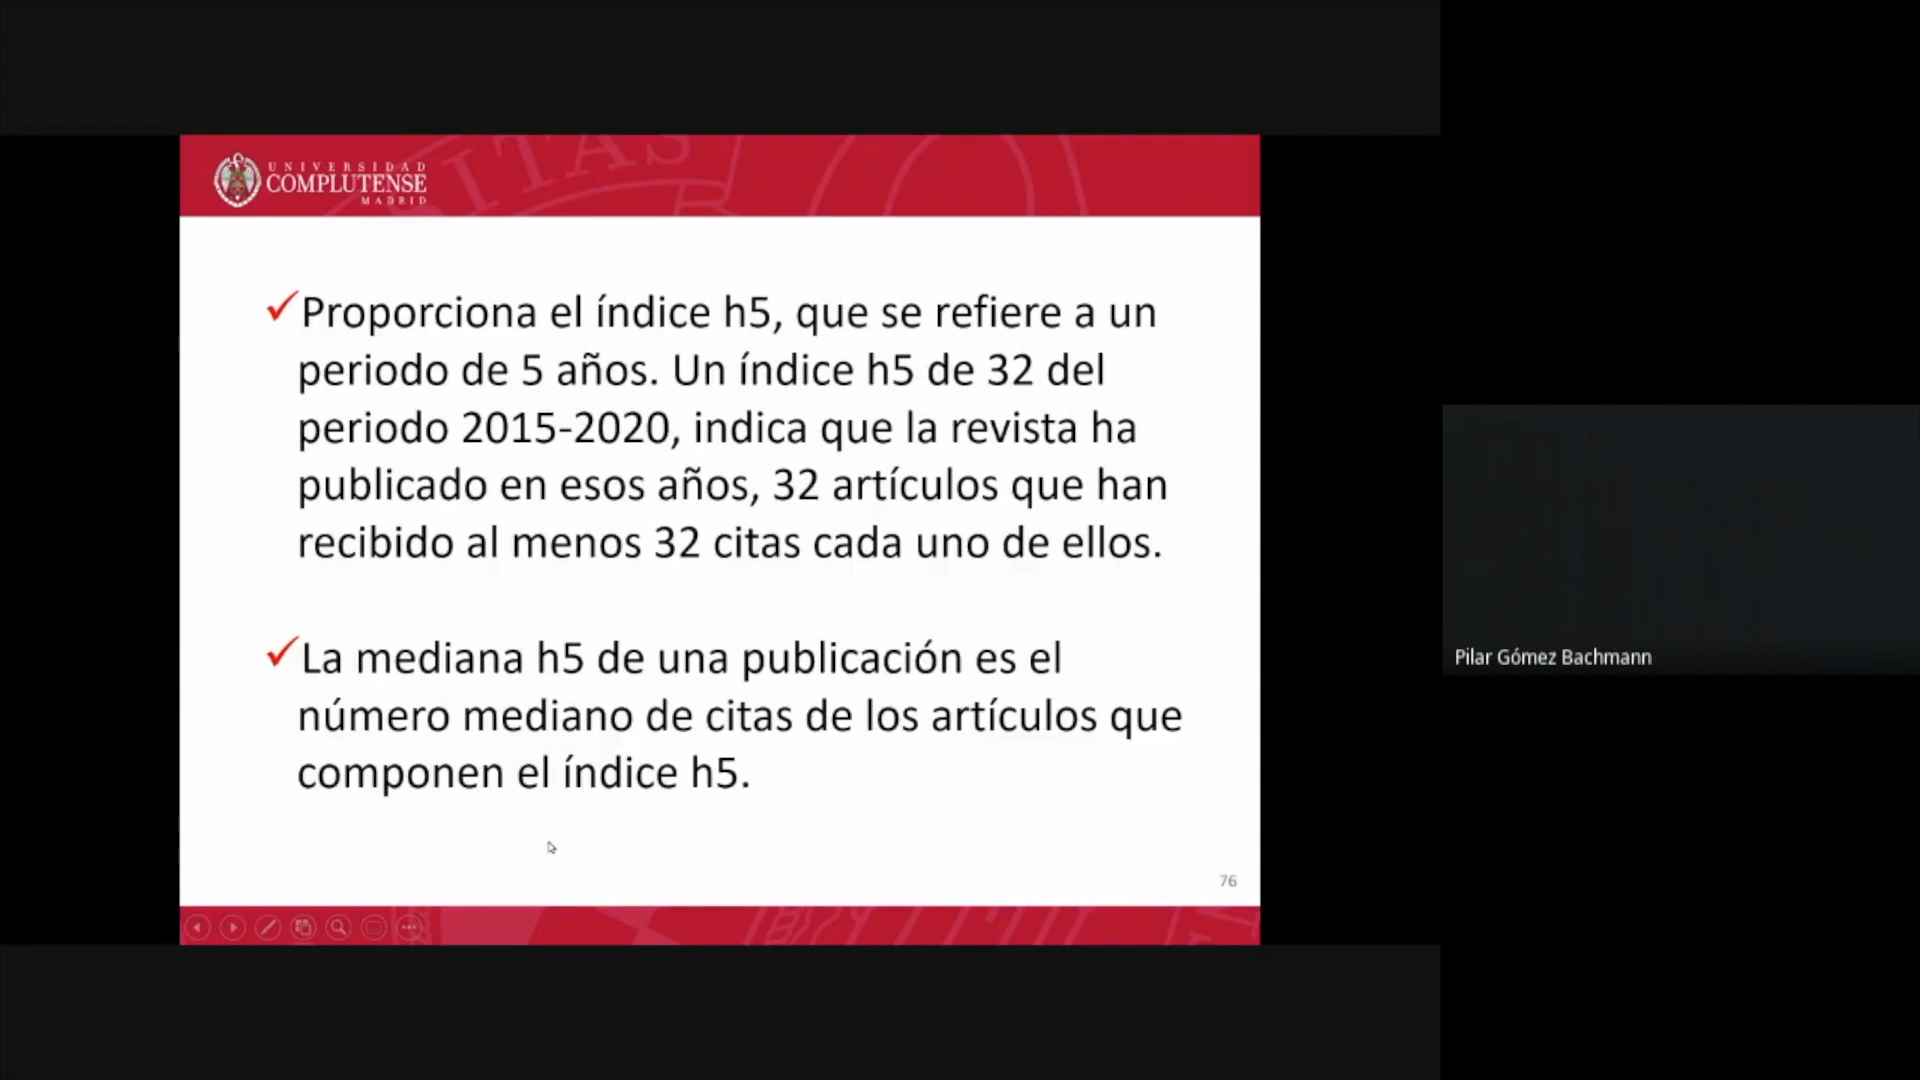 UNIVERSIDAD
COMPLUTENSE
MADRID
ITAS
✓Proporciona el índice h5, que se refiere a un
periodo de 5 años. Un índice h5 de 32 del
periodo 2015-2020, indica que la revista ha
publicado en esos años, 32 artículos que han
recibido al menos 32 citas cada uno de ellos.
✓La mediana h5 de una publicación es el
número mediano de citas de los artículos que
componen el índice h5.
76
Pilar Gómez Bachmann